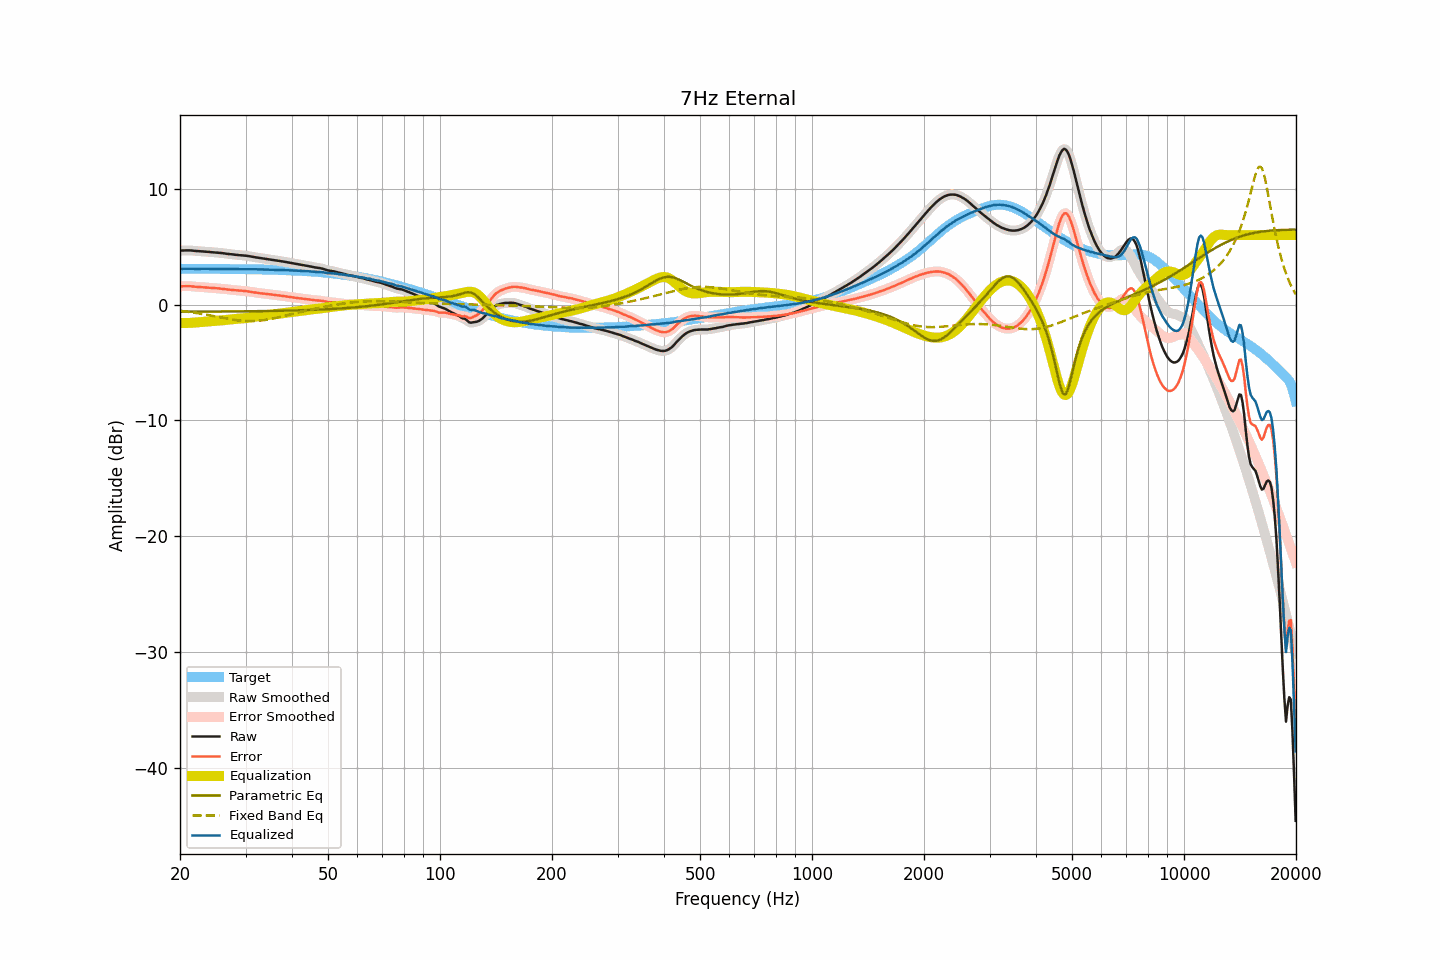 7Hz Eternal
10
0
−10
−20
−30
−40
Amplitude (dBr)
Target
Raw Smoothed
Error Smoothed
Raw
Error
Equalization
Parametric Eq
Fixed Band Eq
Equalized
20 50 100 200 500 1000 2000 5000 10000 20000
Frequency (Hz)